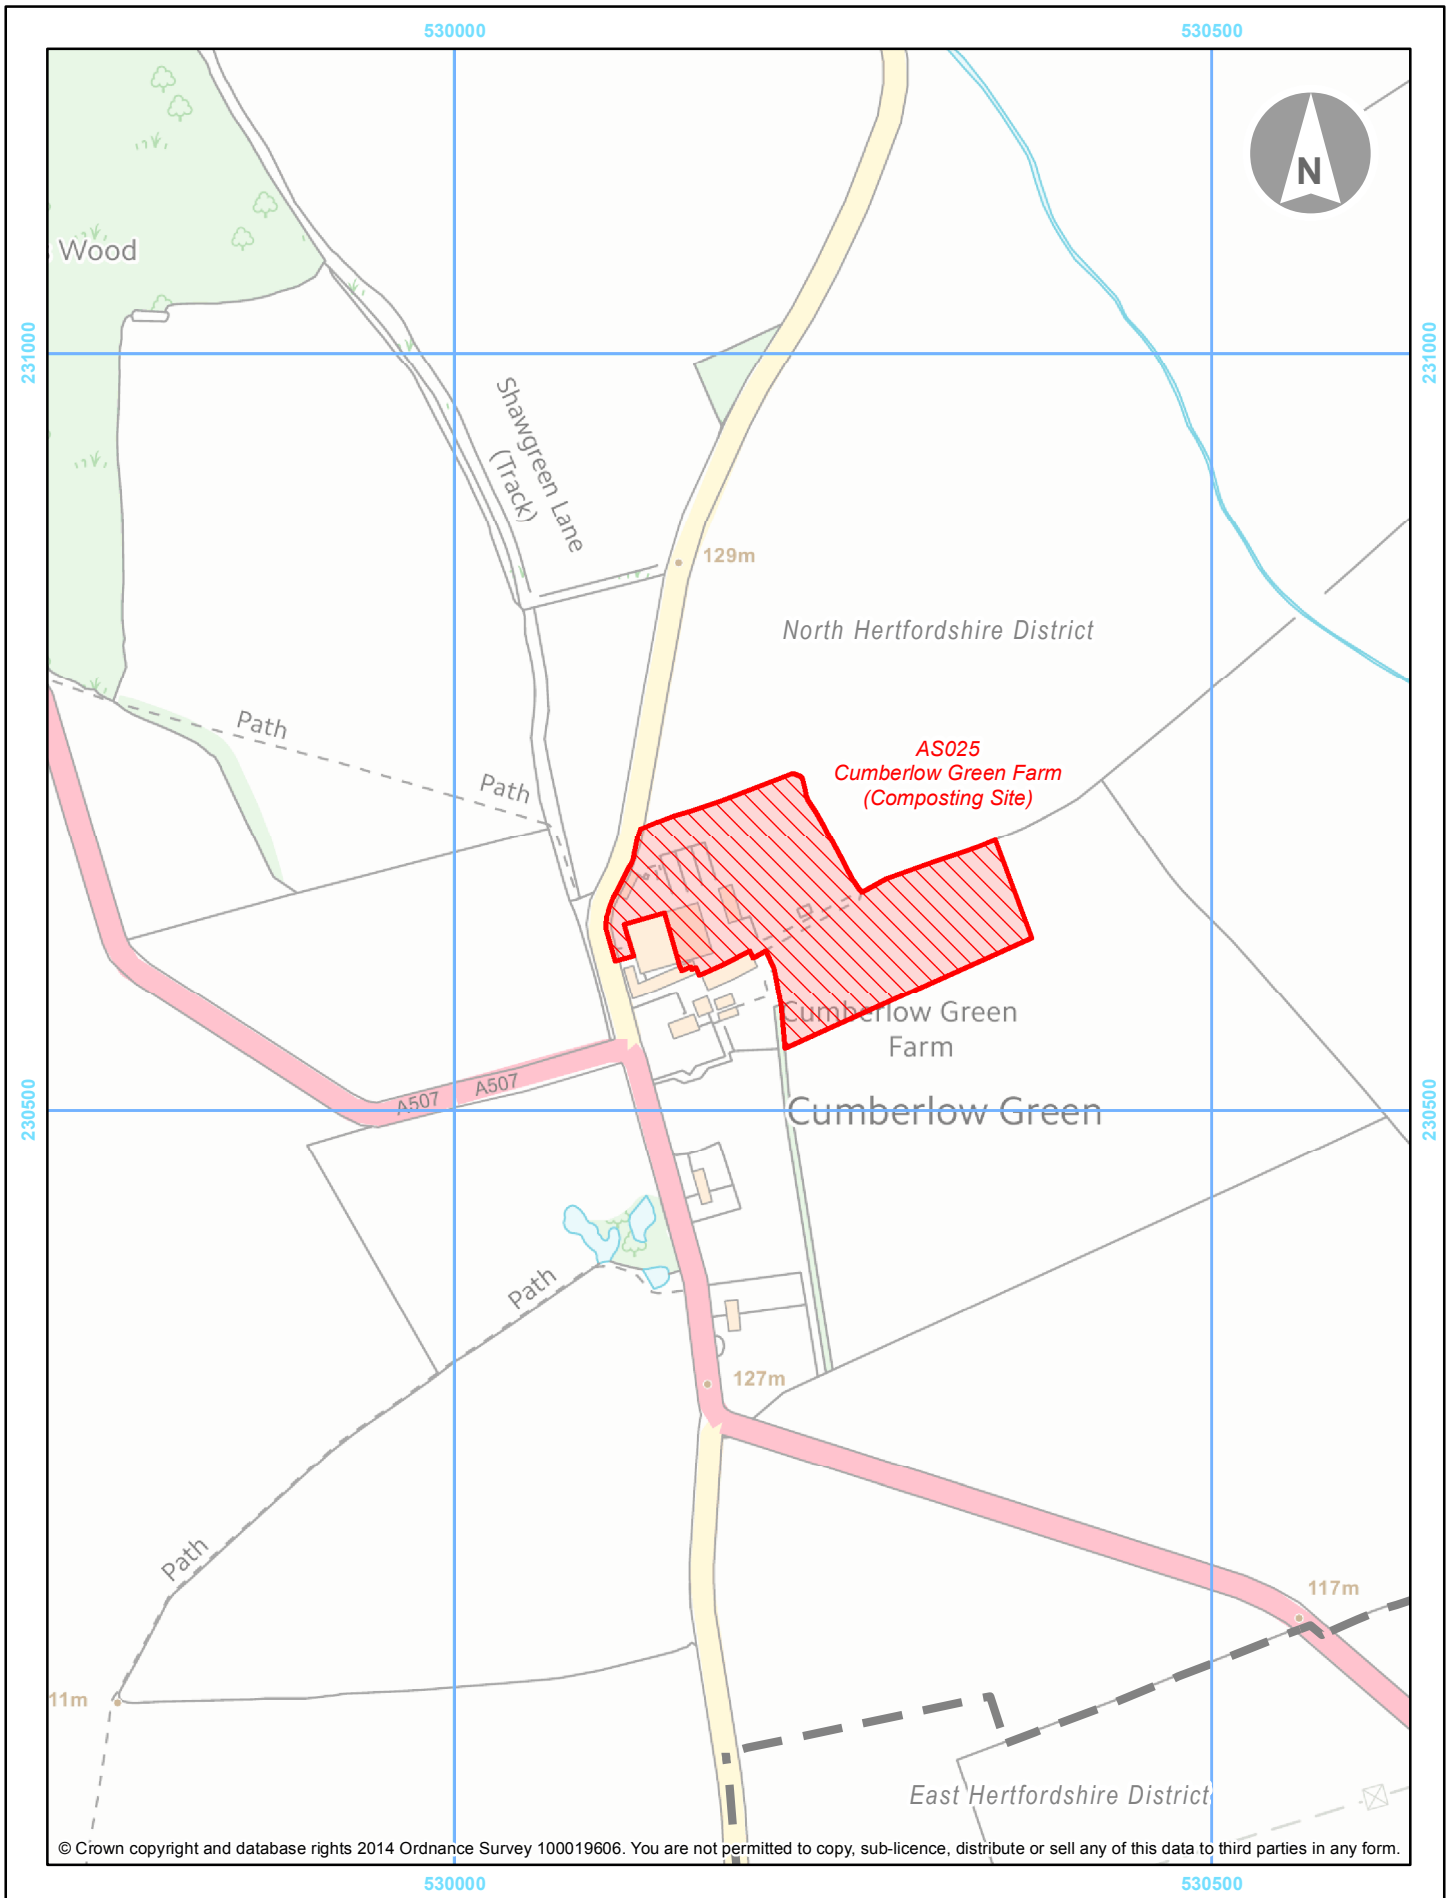 530000
530500
N
Wood
231000
231000
Shawgreen Lane
(Track)
129m
North Hertfordshire District
Path
Path
AS025
Cumberlow Green Farm
(Composting Site)
Cumberlow Green
Farm
A507
A507
230500
Cumberlow Green
230500
Path
127m
Path
117m
11m
East Hertfordshire District
© Crown copyright and database rights 2014 Ordnance Survey 100019606. You are not permitted to copy, sub-licence, distribute or sell any of this data to third parties in any form.
530000
530500